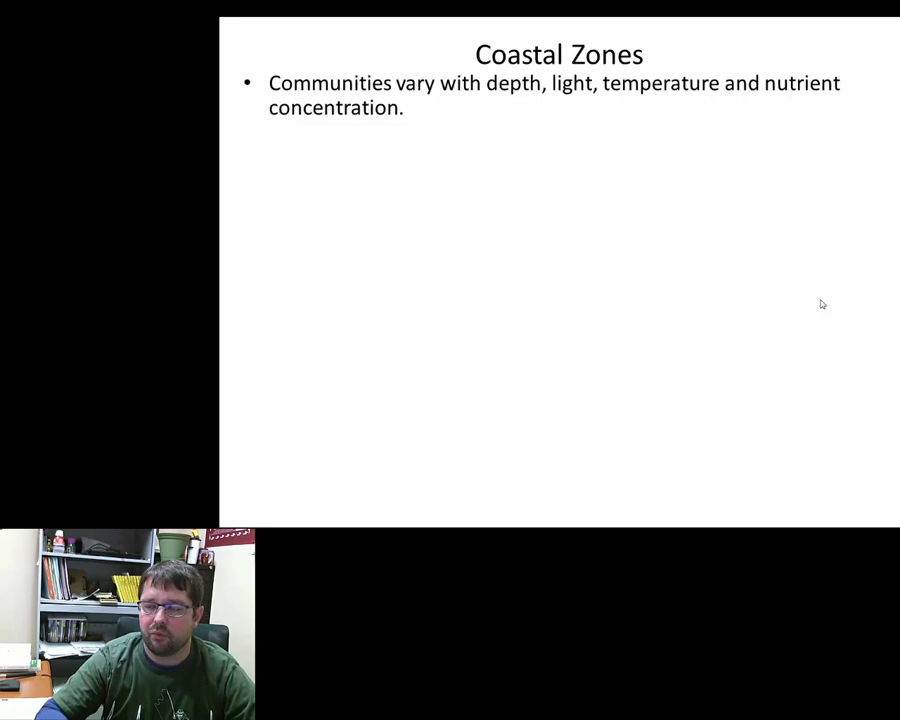 Coastal Zones
• Communities vary with depth, light, temperature and nutrient
concentration.